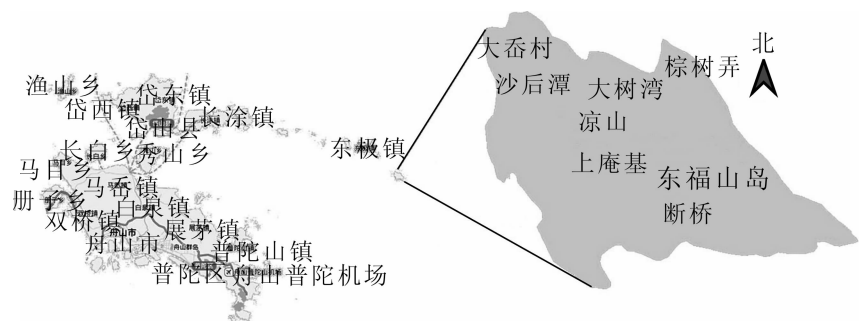 渔山乡
岱西镇
岱东镇
岱山县
长涂镇
长白乡
秀山乡
马目乡
马岙镇
册子乡
白泉镇
双桥镇
舟山市
展茅镇
普陀山镇
普陀区
舟山普陀机场
东极镇
大岙村
沙后潭
大树湾
棕树弄
北
凉山
上庵基
东福山岛
断桥